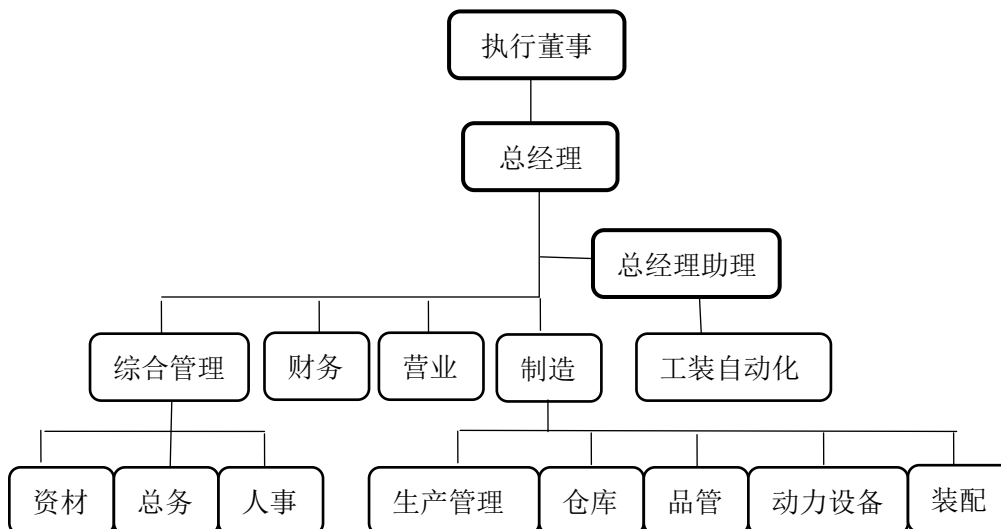 执行董事
总经理
总经理助理
综合管理
财务
营业
制造
工装自动化
资材
总务
人事
生产管理
仓库
品管
动力设备
装配